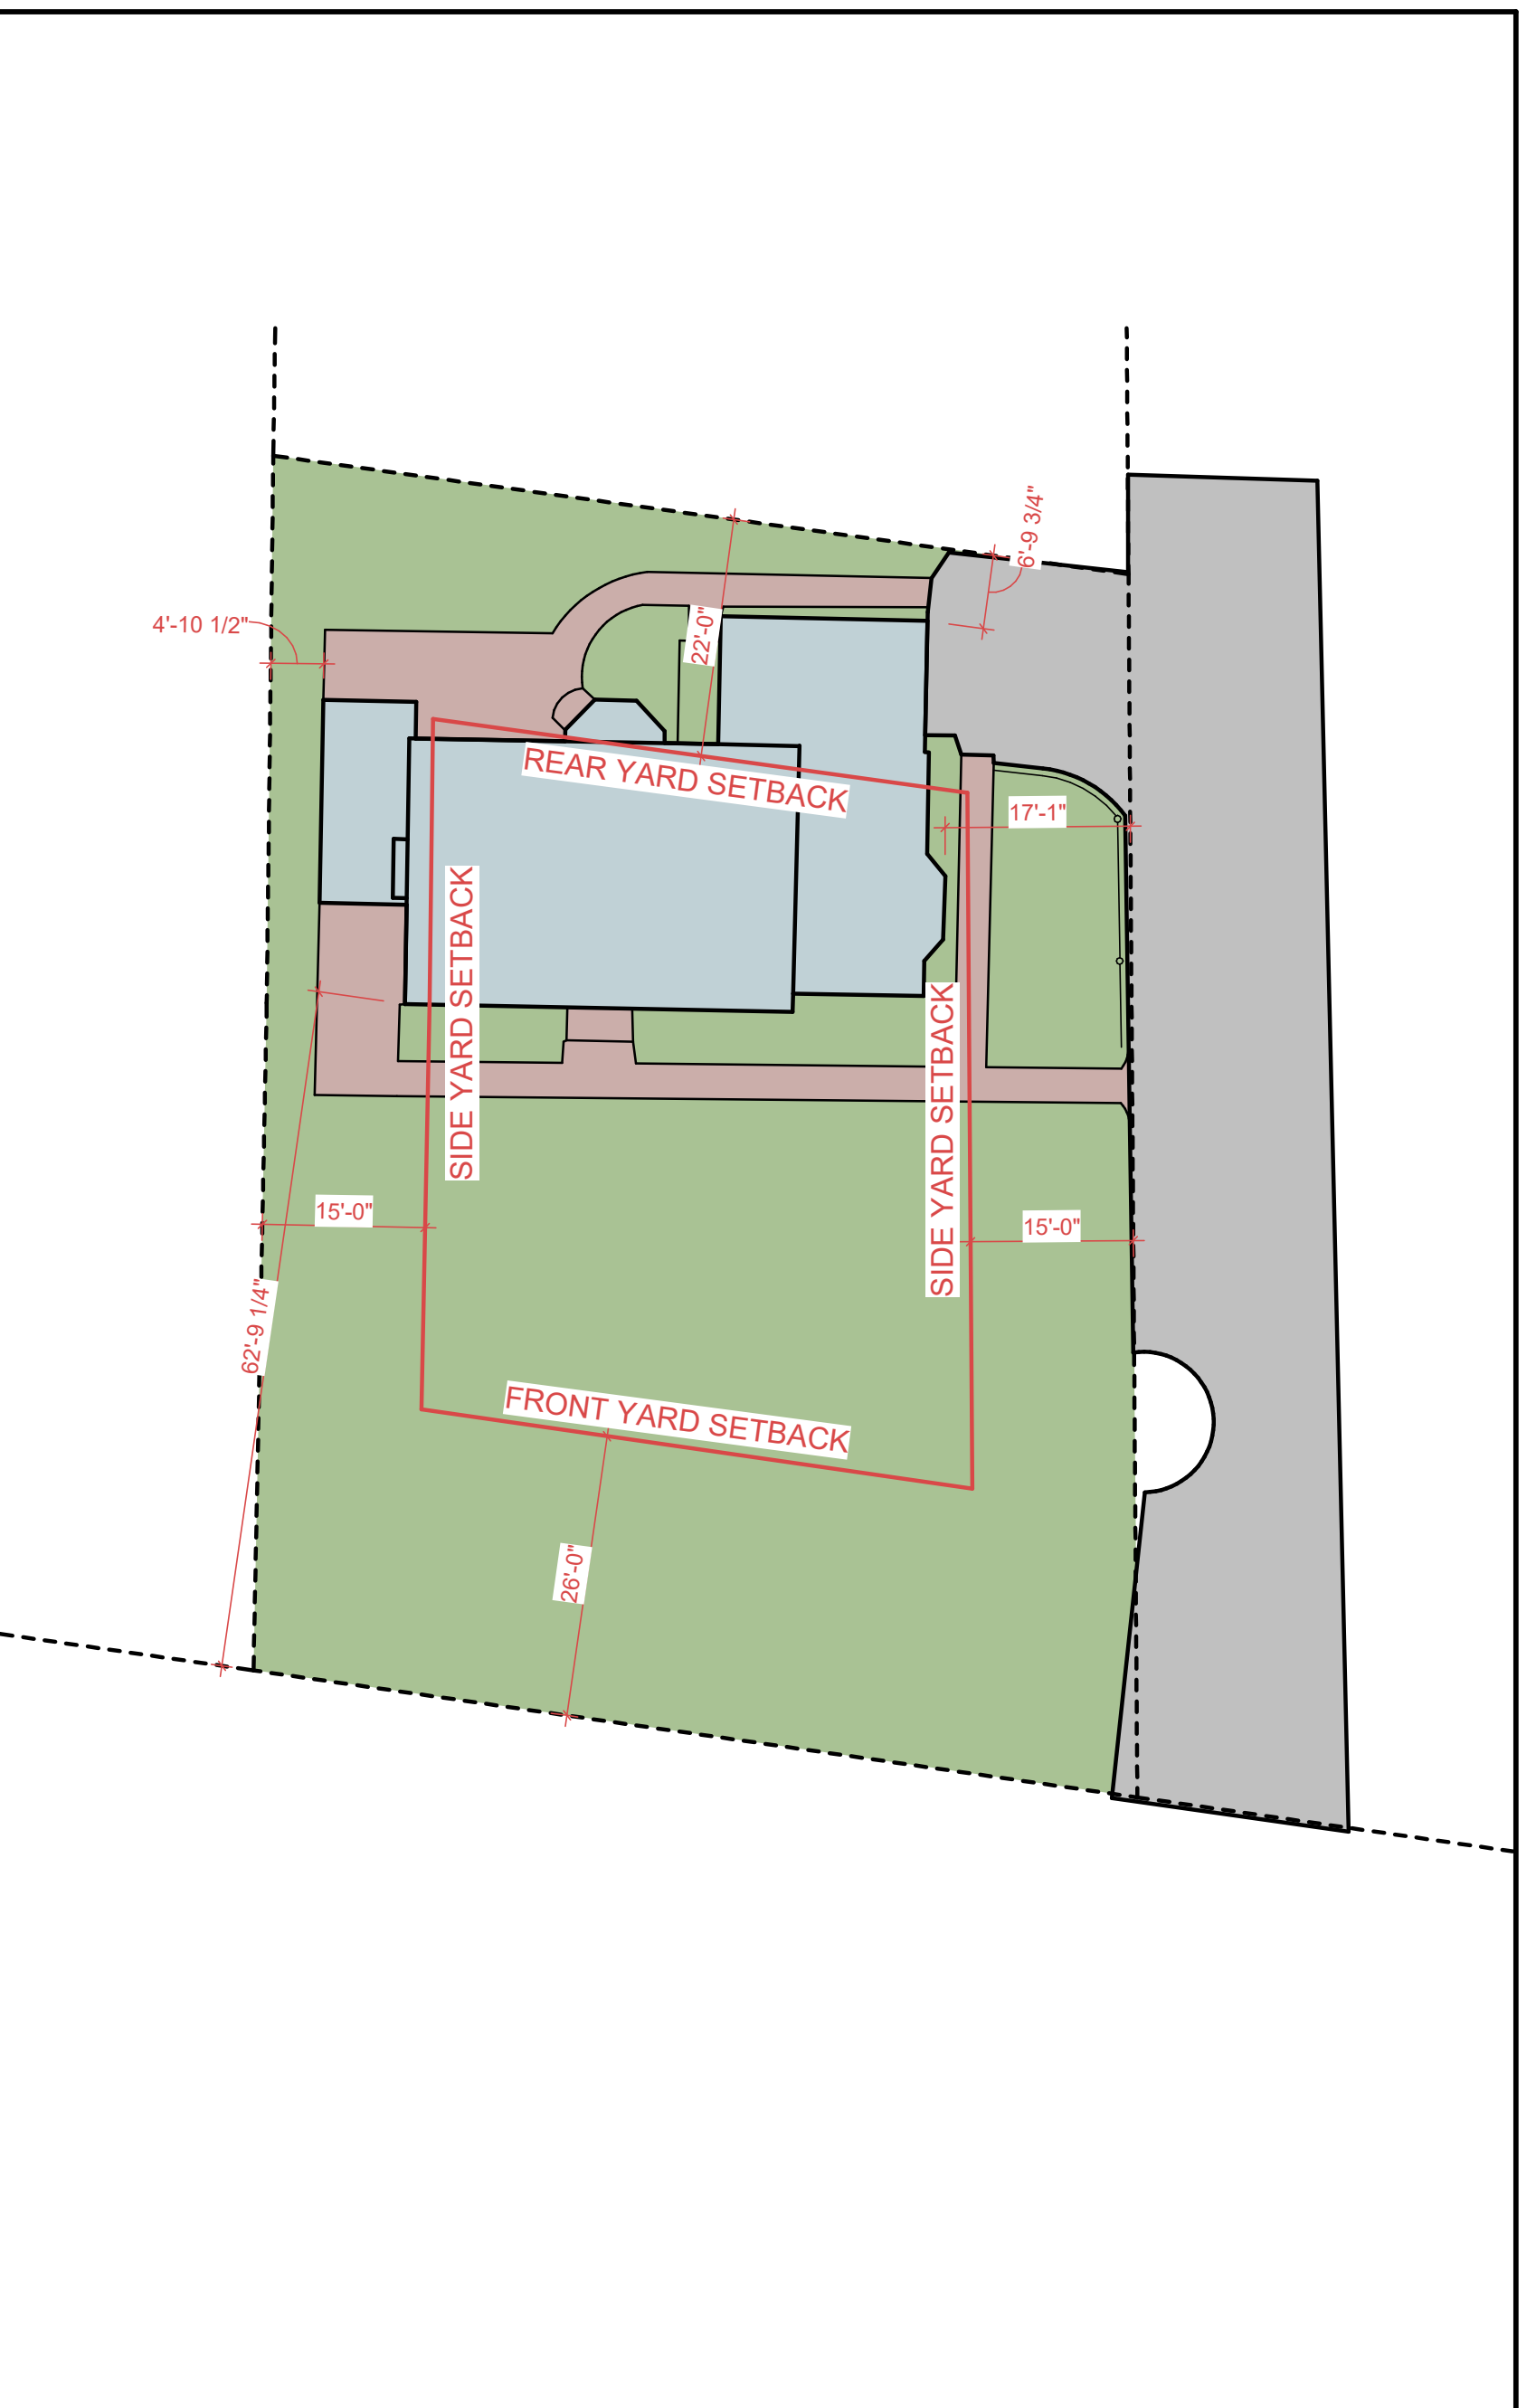 6'-9 3/4"
4'-10 1/2"
22'-0"
REAR YARD SETBACK
17'-1"
SIDE YARD SETBACK
SIDE YARD SETBACK
15'-0"
15'-0"
62'-9 1/4"
FRONT YARD SETBACK
26'-0"